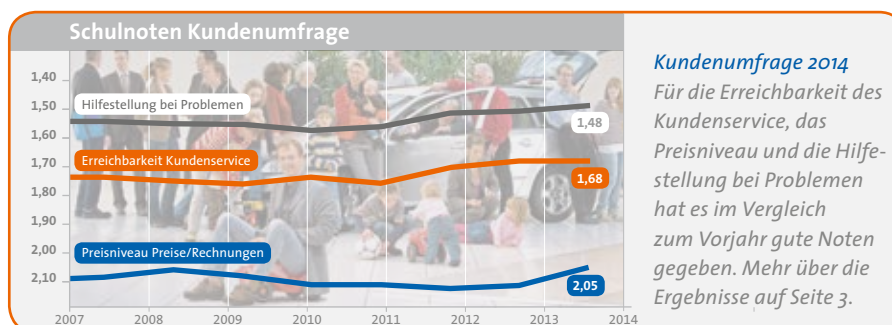 Schulnoten Kundenumfrage
1,40
1,50
1,60
1,70
1,80
1,90
2,00
2,10
Hilfestellung bei Problemen
1,48
Erreichbarkeit Kundenservice
1,68
Preisniveau Preise/Rechnungen
2,05
2007 2008 2009 2010 2011 2012 2013 2014
Kundenumfrage 2014
Für die Erreichbarkeit des
Kundenservice, das
Preisniveau und die Hilfe-
stellung bei Problemen
hat es im Vergleich
zum Vorjahr gute Noten
gegeben. Mehr über die
Ergebnisse auf Seite 3.